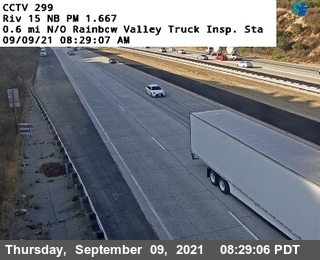 CCTV 299
Riv 15 NB PM 1.667
0.6 mi N/O Rainbcw Valley Truck Insp. Sta
09/09/21 08:29:07 AM
Thursday, September 09, 2021 08:29:06 PDT